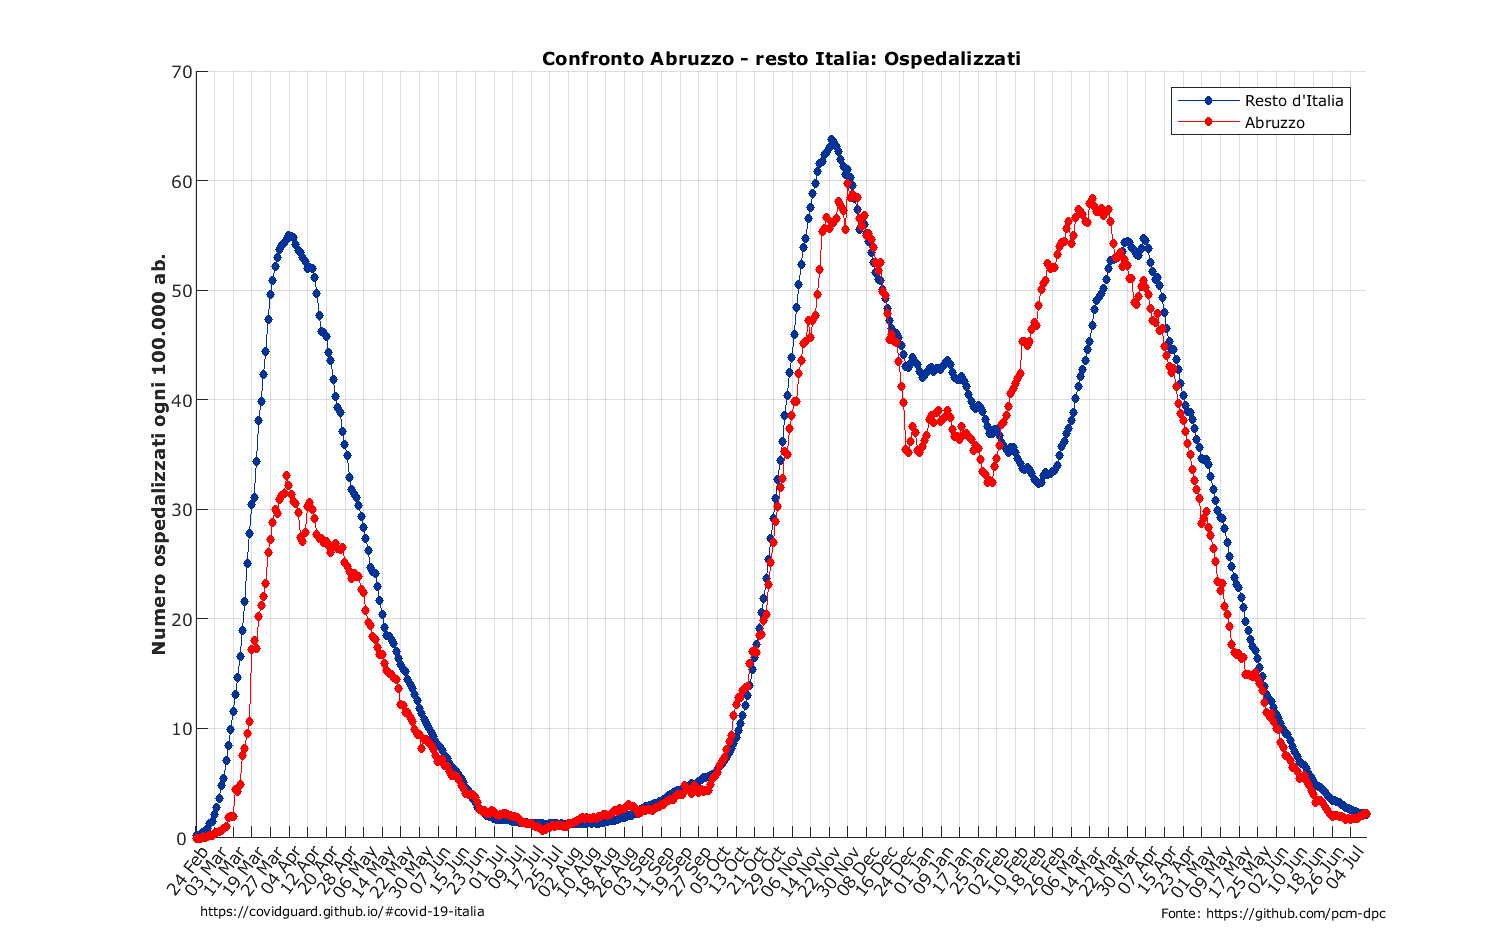 Confronto Abruzzo - resto Italia: Ospedalizzati
Resto d'Italia
Abruzzo
Numero ospedalizzati ogni 100.000 ab.
70
60
50
40
30
20
10
0
24 Feb
03 Mar
11 Mar
19 Mar
27 Mar
04 Apr
12 Apr
20 Apr
28 Apr
06 May
14 May
22 May
30 May
07 Jun
15 Jun
23 Jun
01 Jul
09 Jul
17 Jul
25 Jul
02 Aug
10 Aug
18 Aug
26 Aug
03 Sep
11 Sep
19 Sep
27 Sep
05 Oct
13 Oct
21 Oct
29 Oct
06 Nov
14 Nov
22 Nov
30 Nov
08 Dec
16 Dec
24 Dec
01 Jan
09 Jan
17 Jan
25 Jan
02 Feb
10 Feb
18 Feb
26 Feb
06 Mar
14 Mar
22 Mar
30 Mar
07 Apr
15 Apr
23 Apr
01 May
09 May
17 May
25 May
02 Jun
10 Jun
18 Jun
26 Jun
04 Jul
https://covidguard.github.io/#covid-19-italia
Fonte: https://github.com/pcm-dpc